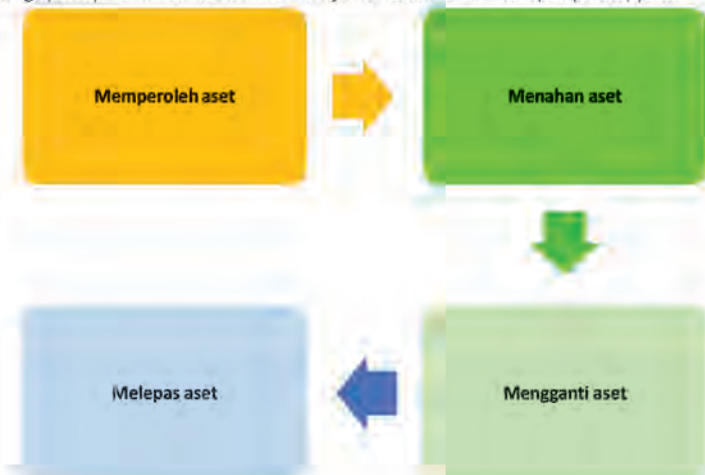 Memperoleh aset
Menahan aset
Mengganti aset
Melepas aset